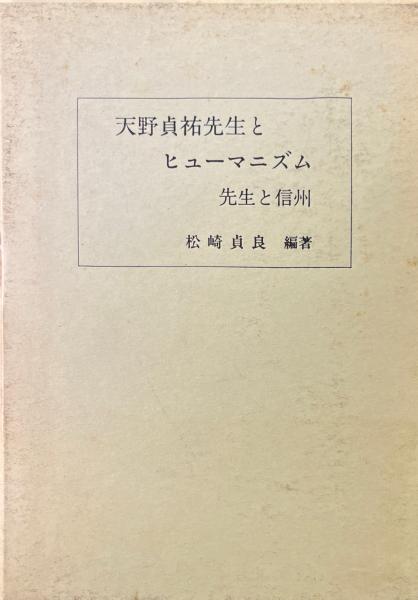 天野貞祐先生と
ヒューマニズム
先生と信州
松崎貞良 編著